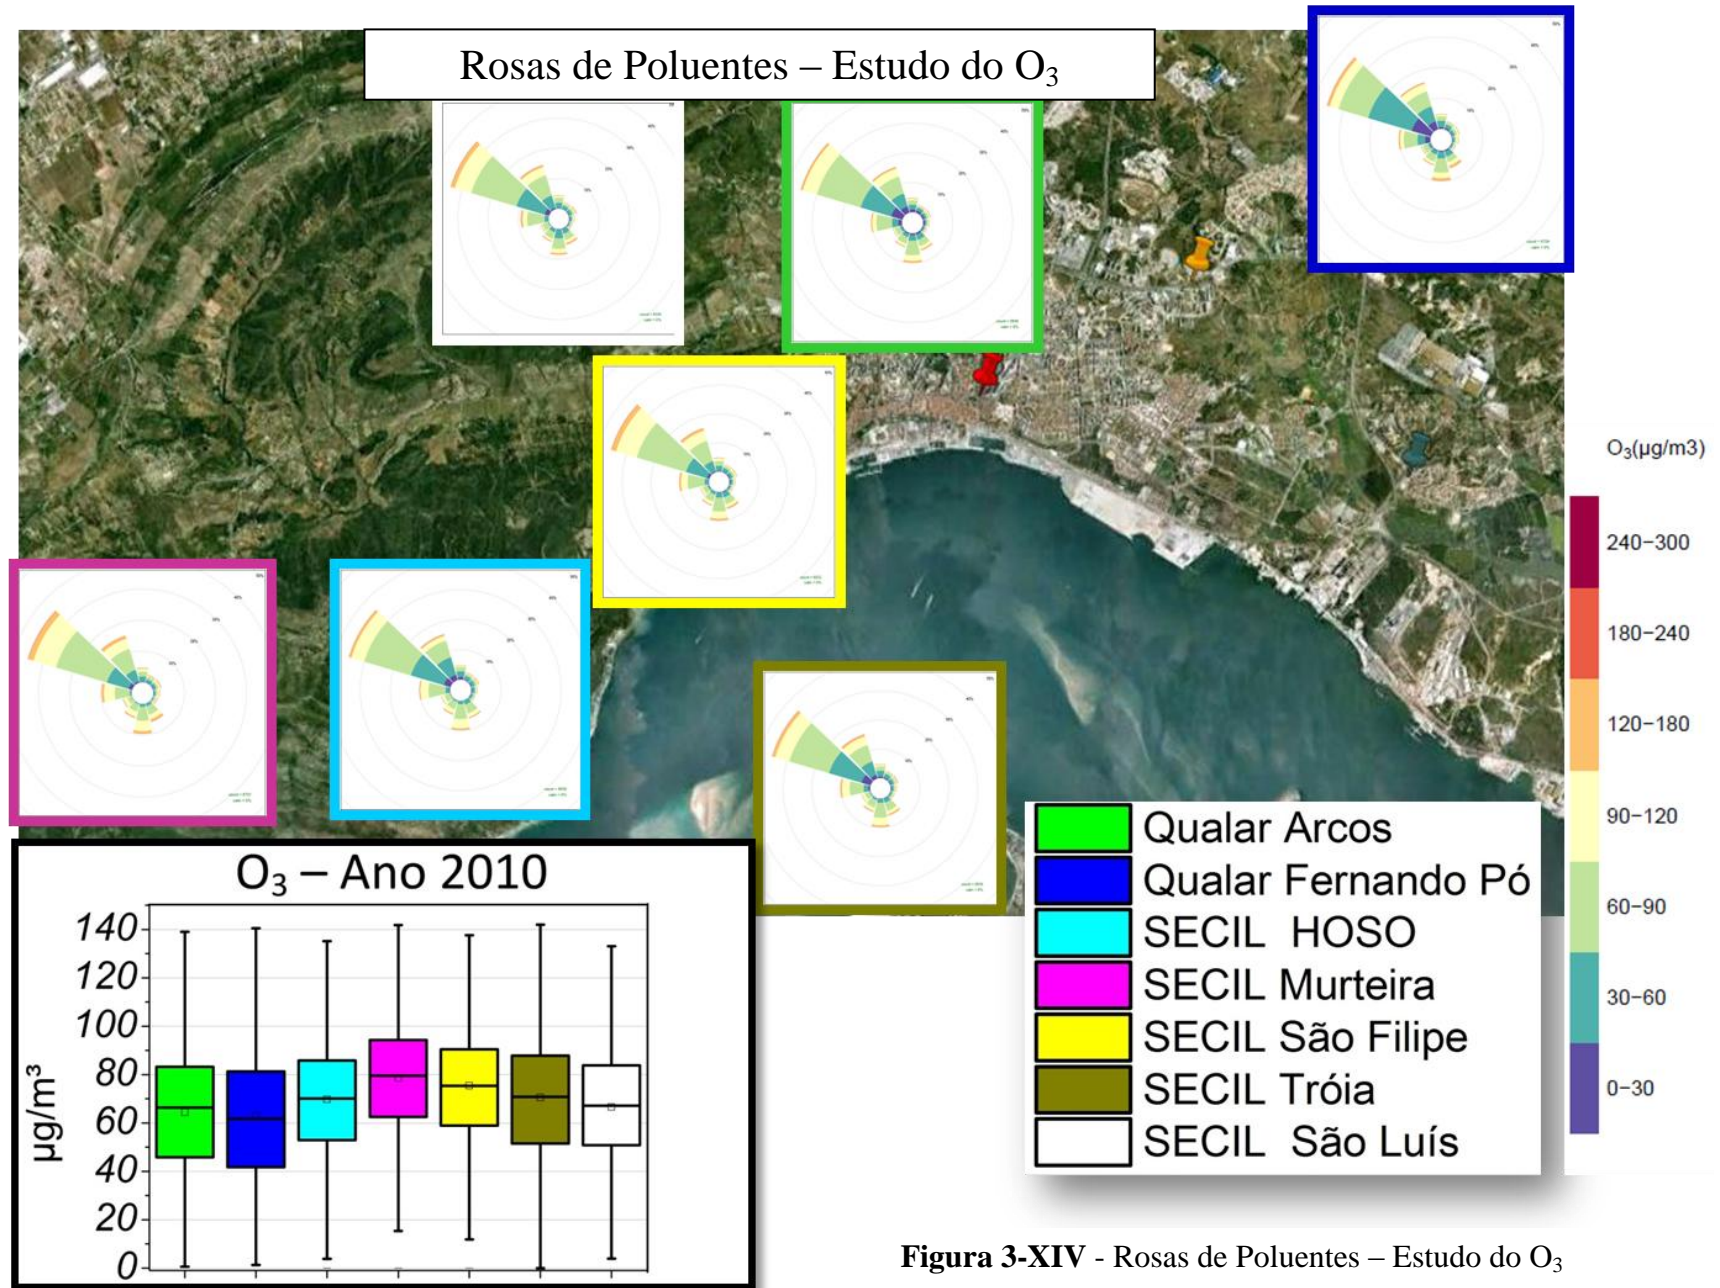 Rosas de Poluentes – Estudo do O₃
O₃(µg/m3)
240−300
180−240
120−180
90−120
60−90
30−60
0−30
Qualar Arcos
Qualar Fernando Pó
SECIL HOSO
SECIL Murteira
SECIL São Filipe
SECIL Tróia
SECIL São Luís
O₃ – Ano 2010
µg/m³
140
120
100
80
60
40
20
0
Figura 3-XIV - Rosas de Poluentes – Estudo do O₃